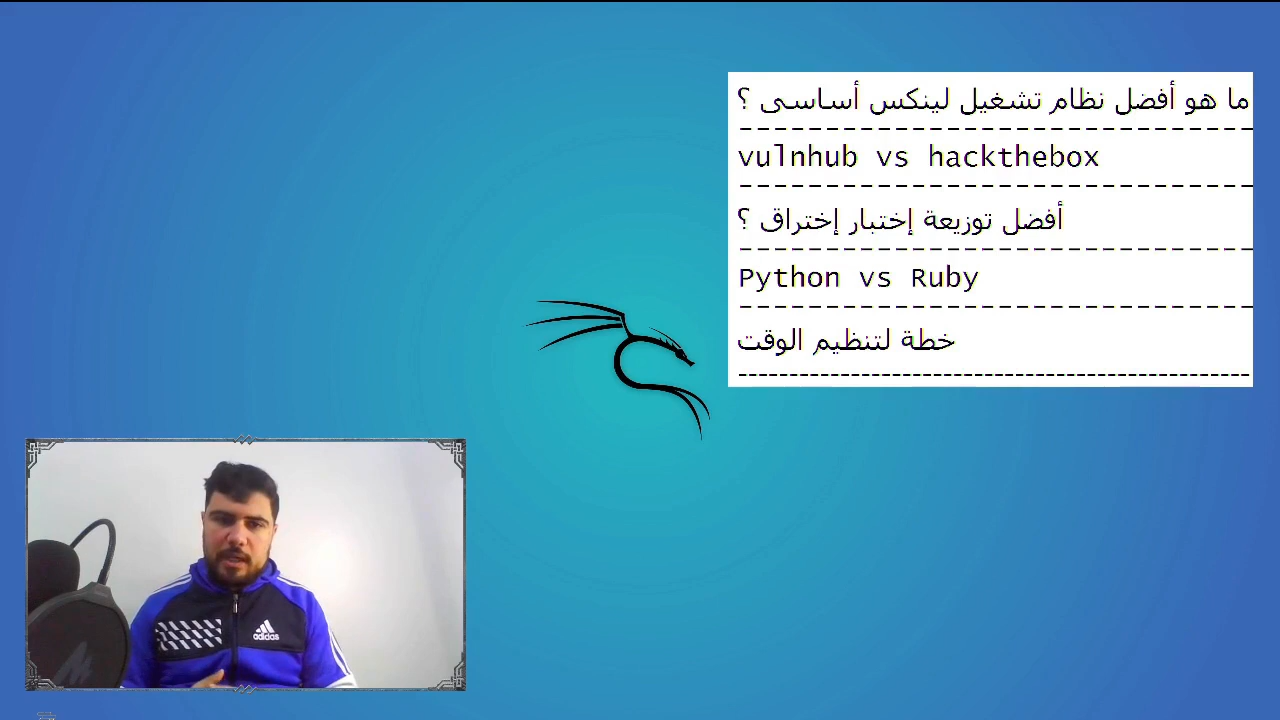 ما هو أفضل نظام تشغيل لينكس أساسى ؟
------------------------------
vulnhub vs hackthebox
------------------------------
أفضل توزيعة إختبار إختراق ؟
------------------------------
Python vs Ruby
------------------------------
خطة لتنظيم الوقت
---------------------------------------------------
adidas